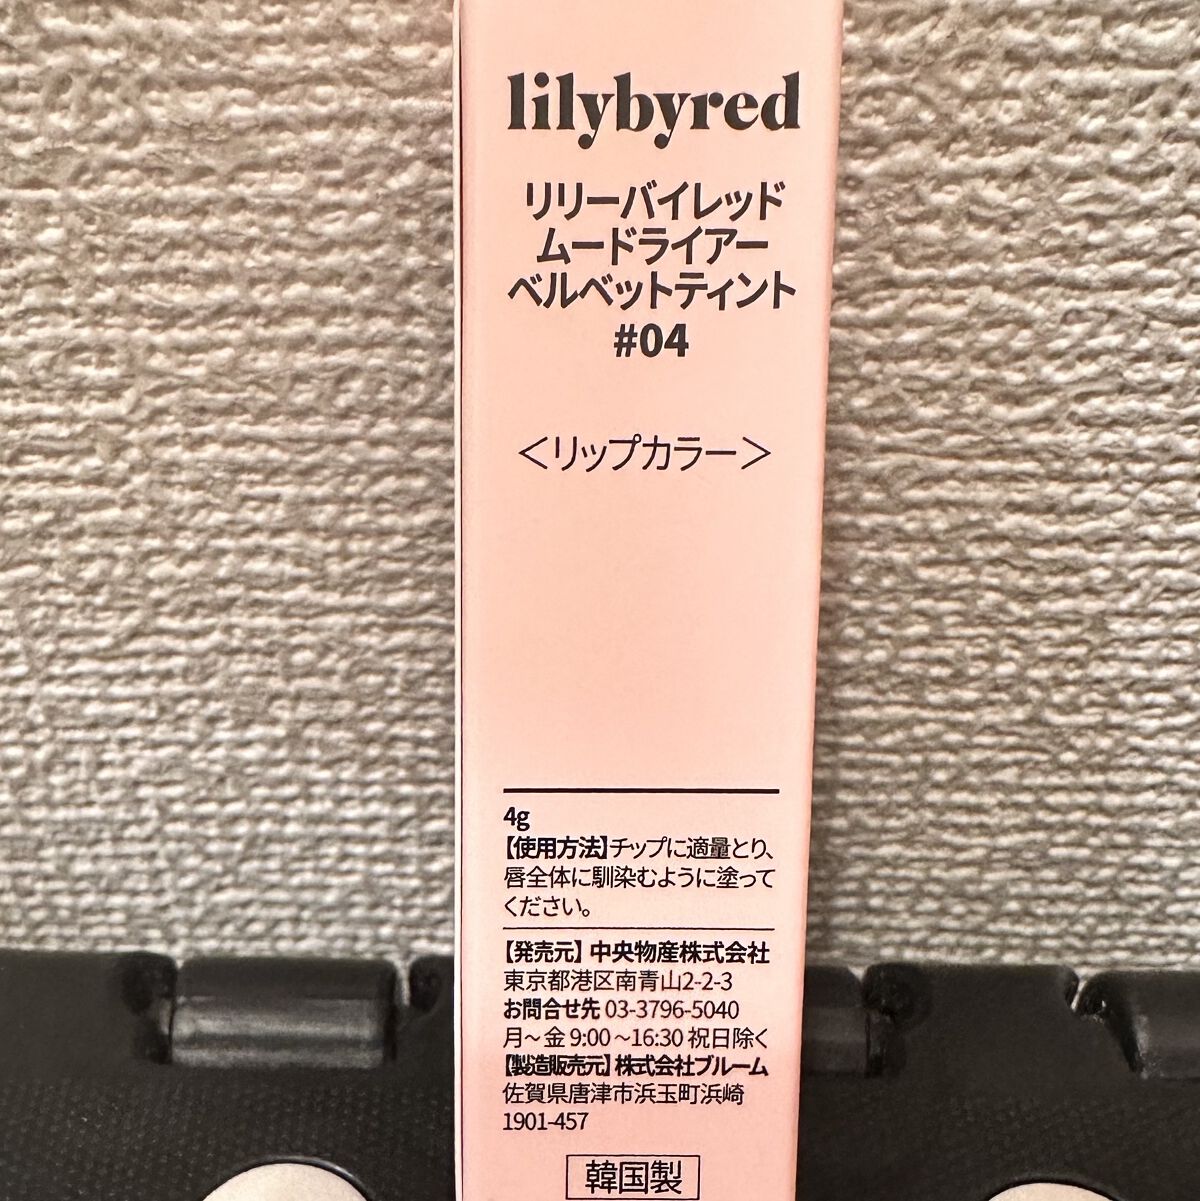 lilybyred
リリーバイレッド
ムードライアー
ベルベットティント
#04
＜リップカラー＞
4g
【使用方法】チップに適量とり、
唇全体に馴染むように塗って
ください。
【発売元】中央物産株式会社
東京都港区南青山2-2-3
お問合せ先 03-3796-5040
月～金 9:00～16:30 祝日除く
【製造販売元】株式会社ブルーム
佐賀県唐津市浜玉町浜崎
1901-457
韓国製